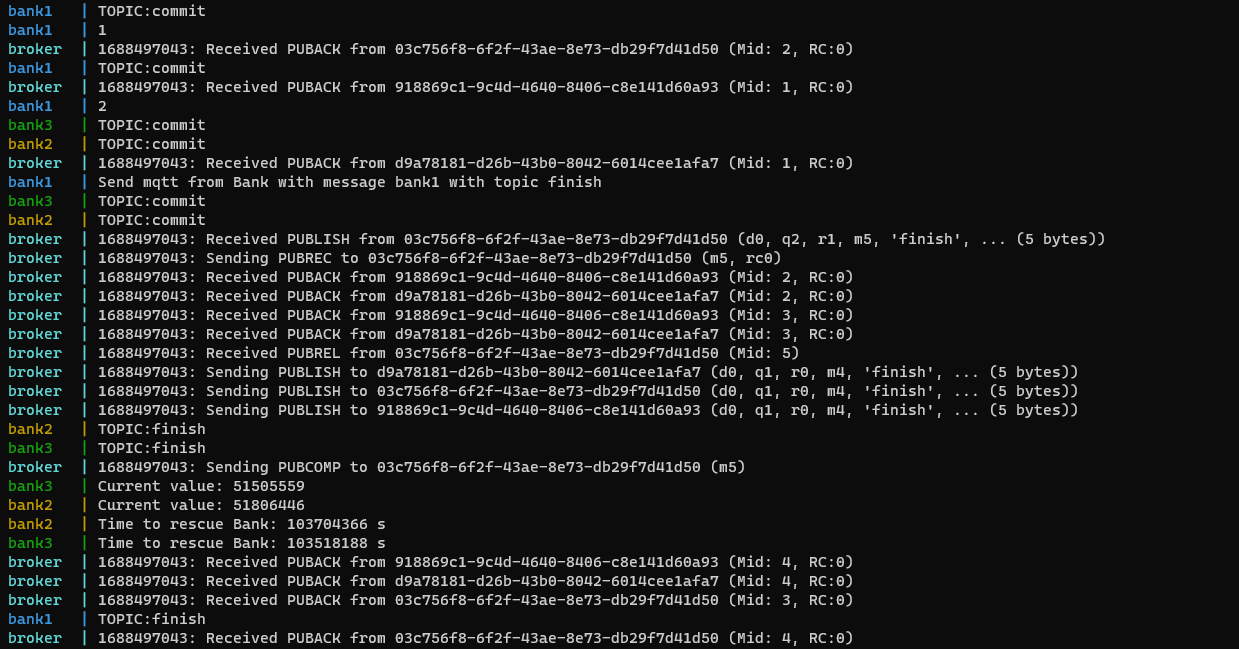 bank1   | TOPIC:commit
bank1   | 1
broker  | 1688497043: Received PUBACK from 03c756f8-6f2f-43ae-8e73-db29f7d41d50 (Mid: 2, RC:0)
bank1   | TOPIC:commit
broker  | 1688497043: Received PUBACK from 918869c1-9c4d-4640-8406-c8e141d60a93 (Mid: 1, RC:0)
bank1   | 2
bank3   | TOPIC:commit
bank2   | TOPIC:commit
broker  | 1688497043: Received PUBACK from d9a78181-d26b-43b0-8042-6014cee1afa7 (Mid: 1, RC:0)
bank1   | Send mqtt from Bank with message bank1 with topic finish
bank3   | TOPIC:commit
bank2   | TOPIC:commit
broker  | 1688497043: Received PUBLISH from 03c756f8-6f2f-43ae-8e73-db29f7d41d50 (d0, q2, r1, m5, 'finish', ... (5 bytes))
broker  | 1688497043: Sending PUBREC to 03c756f8-6f2f-43ae-8e73-db29f7d41d50 (m5, rc0)
broker  | 1688497043: Received PUBACK from 918869c1-9c4d-4640-8406-c8e141d60a93 (Mid: 2, RC:0)
broker  | 1688497043: Received PUBACK from d9a78181-d26b-43b0-8042-6014cee1afa7 (Mid: 2, RC:0)
broker  | 1688497043: Received PUBACK from 918869c1-9c4d-4640-8406-c8e141d60a93 (Mid: 3, RC:0)
broker  | 1688497043: Received PUBACK from d9a78181-d26b-43b0-8042-6014cee1afa7 (Mid: 3, RC:0)
broker  | 1688497043: Received PUBREL from 03c756f8-6f2f-43ae-8e73-db29f7d41d50 (Mid: 5)
broker  | 1688497043: Sending PUBLISH to d9a78181-d26b-43b0-8042-6014cee1afa7 (d0, q1, r0, m4, 'finish', ... (5 bytes))
broker  | 1688497043: Sending PUBLISH to 03c756f8-6f2f-43ae-8e73-db29f7d41d50 (d0, q1, r0, m4, 'finish', ... (5 bytes))
broker  | 1688497043: Sending PUBLISH to 918869c1-9c4d-4640-8406-c8e141d60a93 (d0, q1, r0, m4, 'finish', ... (5 bytes))
bank2   | TOPIC:finish
bank3   | TOPIC:finish
broker  | 1688497043: Sending PUBCOMP to 03c756f8-6f2f-43ae-8e73-db29f7d41d50 (m5)
bank3   | Current value: 51505559
bank2   | Current value: 51806446
bank2   | Time to rescue Bank: 103704366 s
bank3   | Time to rescue Bank: 103518188 s
broker  | 1688497043: Received PUBACK from 918869c1-9c4d-4640-8406-c8e141d60a93 (Mid: 4, RC:0)
broker  | 1688497043: Received PUBACK from d9a78181-d26b-43b0-8042-6014cee1afa7 (Mid: 4, RC:0)
broker  | 1688497043: Received PUBACK from 03c756f8-6f2f-43ae-8e73-db29f7d41d50 (Mid: 3, RC:0)
bank1   | TOPIC:finish
broker  | 1688497043: Received PUBACK from 03c756f8-6f2f-43ae-8e73-db29f7d41d50 (Mid: 4, RC:0)